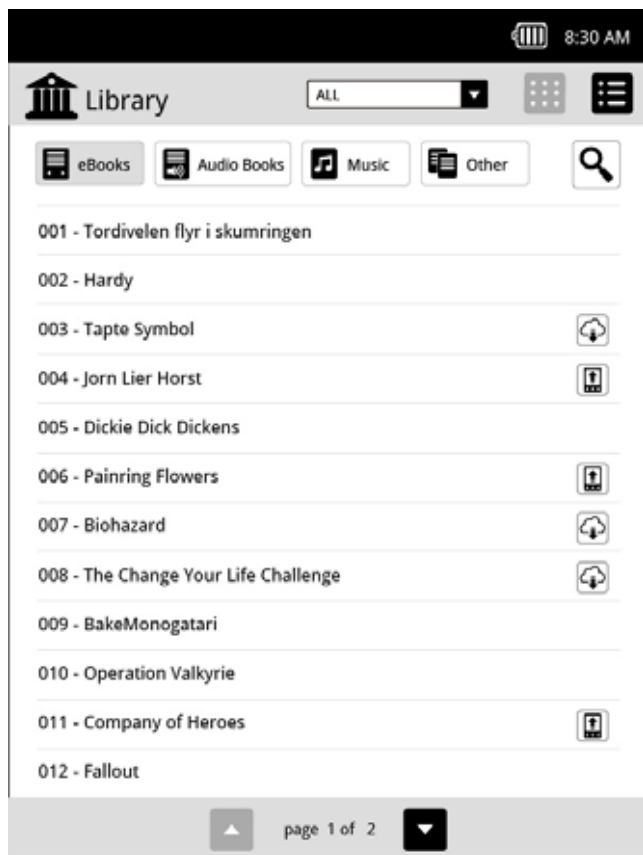 8:30 AM
Library
ALL
eBooks
Audio Books
Music
Other
001 - Tordivelen flyr i skumringen
002 - Hardy
003 - Tapte Symbol
004 - Jorn Lier Horst
005 - Dickie Dick Dickens
006 - Painring Flowers
007 - Biohazard
008 - The Change Your Life Challenge
009 - BakeMonogatari
010 - Operation Valkyrie
011 - Company of Heroes
012 - Fallout
page 1 of 2